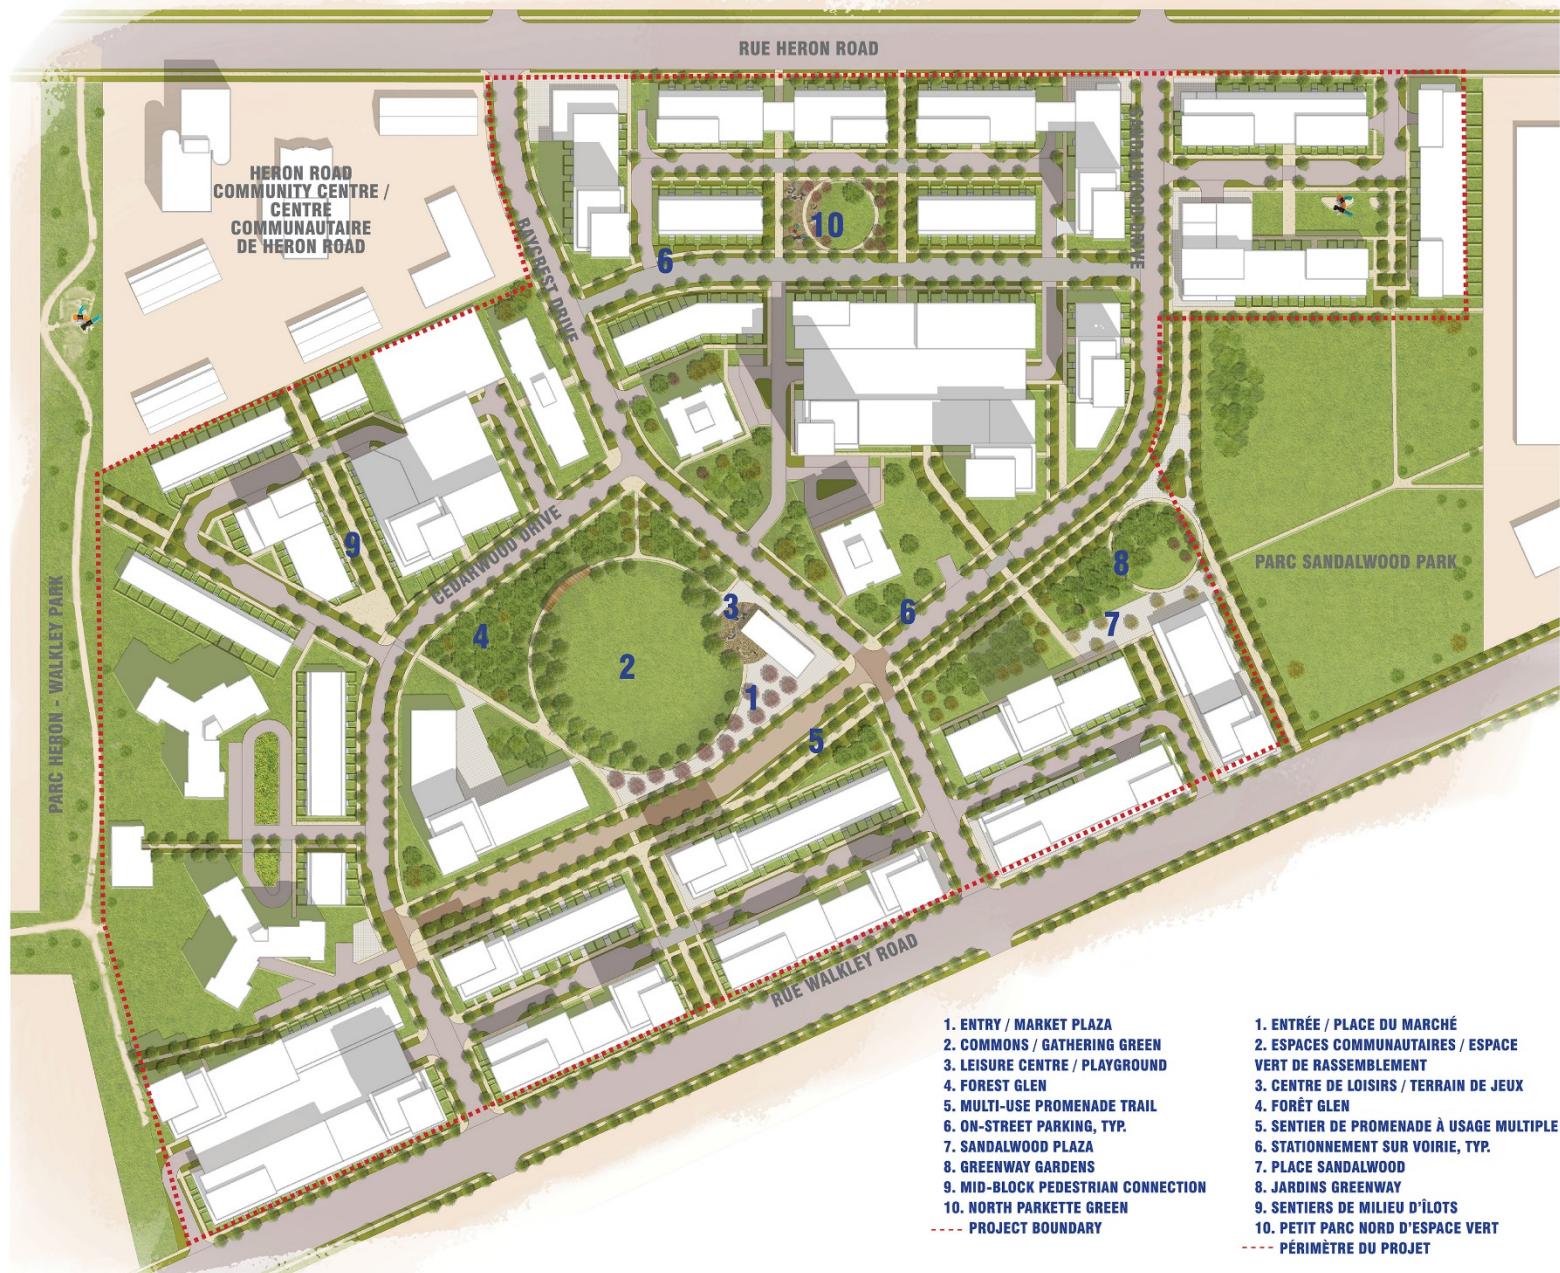 RUE HERON ROAD
HERON ROAD
COMMUNITY CENTRE /
CENTRE
COMMUNAUTAIRE
DE HERON ROAD
BAYCREST DRIVE
SANDALWOOD DRIVE
10
6
9
CEDARWOOD DRIVE
8
PARC SANDALWOOD PARK
3
6
7
4
2
1
5
PARC HERON - WALKLEY PARK
RUE WALKLEY ROAD
1. ENTRY / MARKET PLAZA
2. COMMONS / GATHERING GREEN
3. LEISURE CENTRE / PLAYGROUND
4. FOREST GLEN
5. MULTI-USE PROMENADE TRAIL
6. ON-STREET PARKING, TYP.
7. SANDALWOOD PLAZA
8. GREENWAY GARDENS
9. MID-BLOCK PEDESTRIAN CONNECTION
10. NORTH PARKETTE GREEN
PROJECT BOUNDARY
1. ENTRÉE / PLACE DU MARCHÉ
2. ESPACES COMMUNAUTAIRES / ESPACE
VERT DE RASSEMBLEMENT
3. CENTRE DE LOISIRS / TERRAIN DE JEUX
4. FORÊT GLEN
5. SENTIER DE PROMENADE À USAGE MULTIPLE
6. STATIONNEMENT SUR VOIRIE, TYP.
7. PLACE SANDALWOOD
8. JARDINS GREENWAY
9. SENTIERS DE MILIEU D'ÎLOTS
10. PETIT PARC NORD D'ESPACE VERT
PÉRIMÈTRE DU PROJET